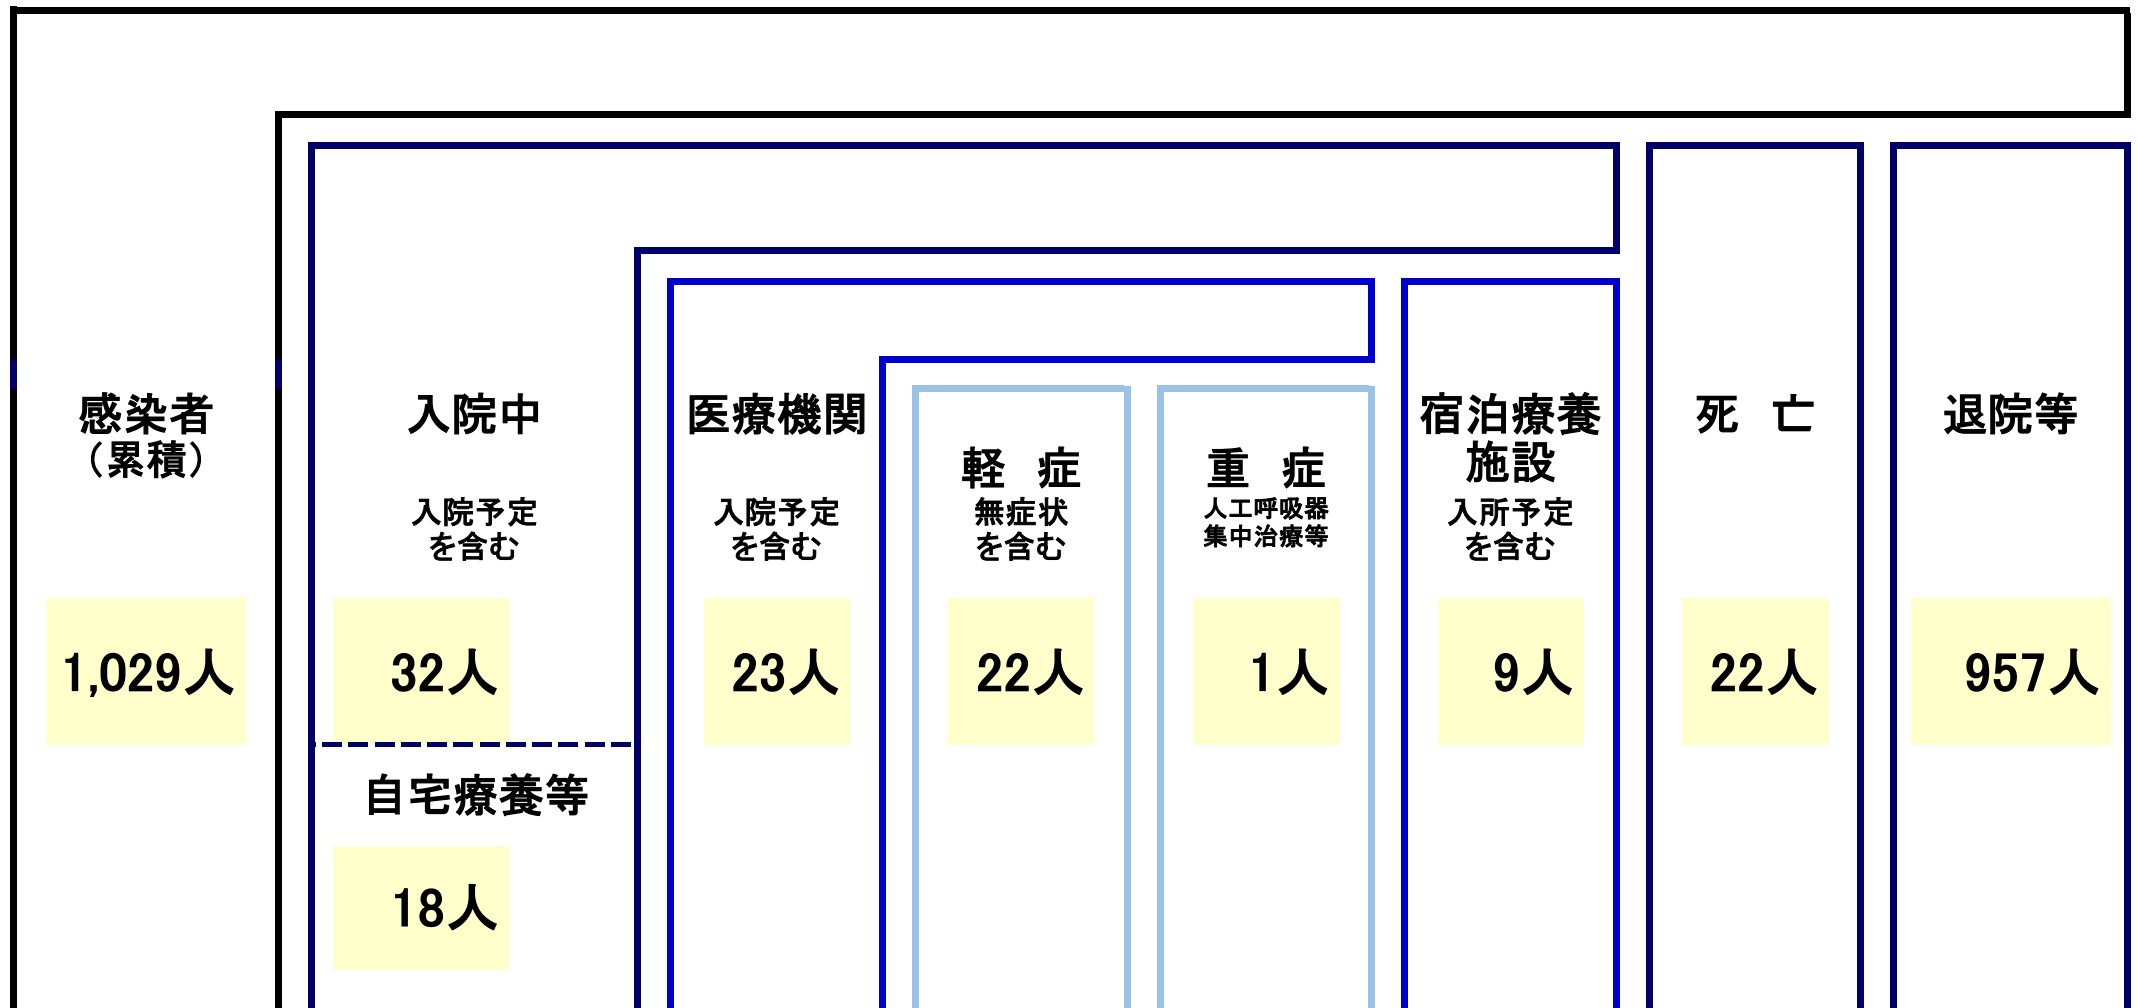 感染者
（累積）
1,029人
入院中
入院予定
を含む
32人
自宅療養等
18人
医療機関
入院予定
を含む
23人
軽　症
無症状
を含む
22人
重　症
人工呼吸器
集中治療等
1人
宿泊療養
施設
入所予定
を含む
9人
死　亡
22人
退院等
957人